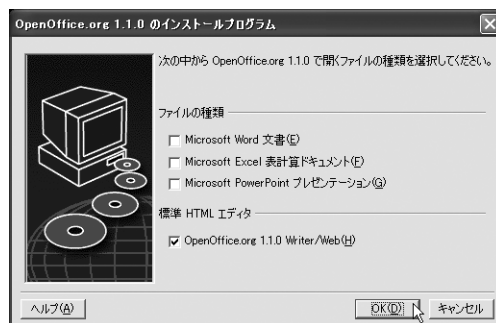 OpenOffice.org 1.1.0 のインストールプログラム
次の中から OpenOffice.org 1.1.0 で開くファイルの種類を選択してください。
ファイルの種類
Microsoft Word 文書(E)
Microsoft Excel 表計算ドキュメント(F)
Microsoft PowerPoint プレゼンテーション(G)
標準 HTML エディタ
OpenOffice.org 1.1.0 Writer/Web(H)
ヘルプ(A)
OK(D)
キャンセル